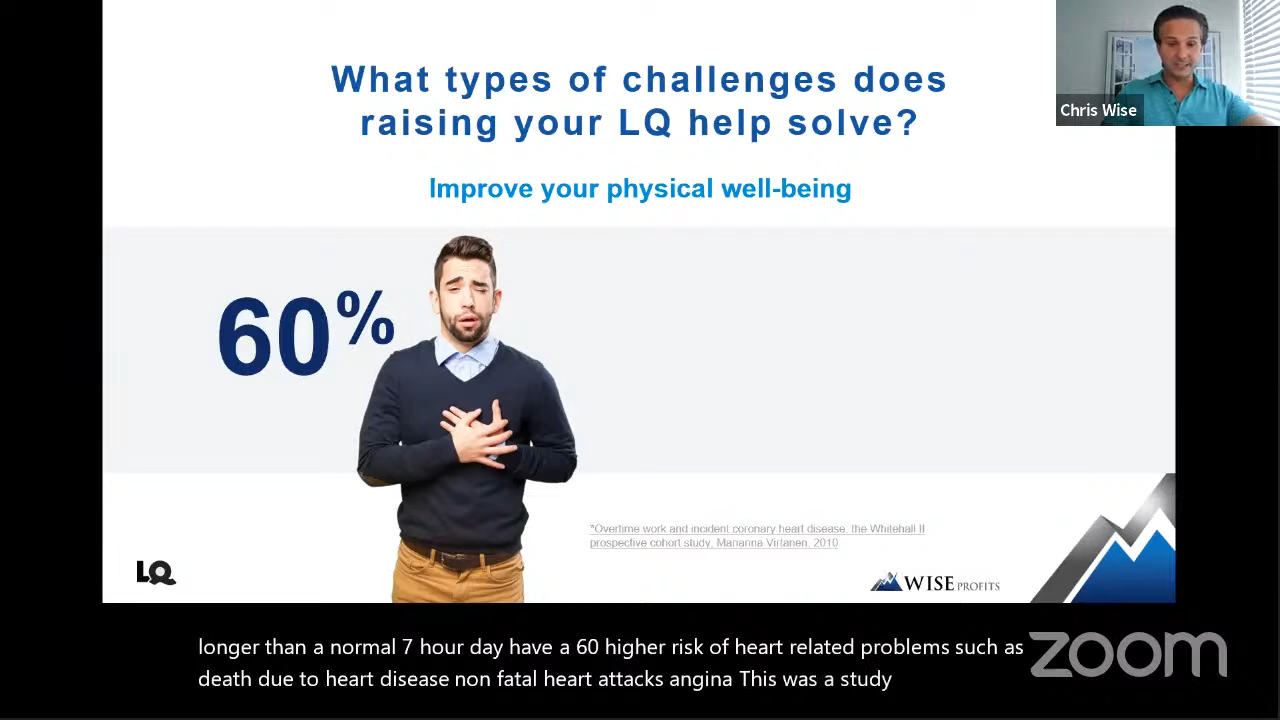 What types of challenges does
raising your LQ help solve?
Chris Wise
Improve your physical well-being
60%
*Overtime work and incident coronary heart disease: the Whitehall II
prospective cohort study, Marianna Virtanen, 2010
LQ
WISE PROFITS
longer than a normal 7 hour day have a 60 higher risk of heart related problems such as
death due to heart disease non fatal heart attacks angina This was a study
zoom